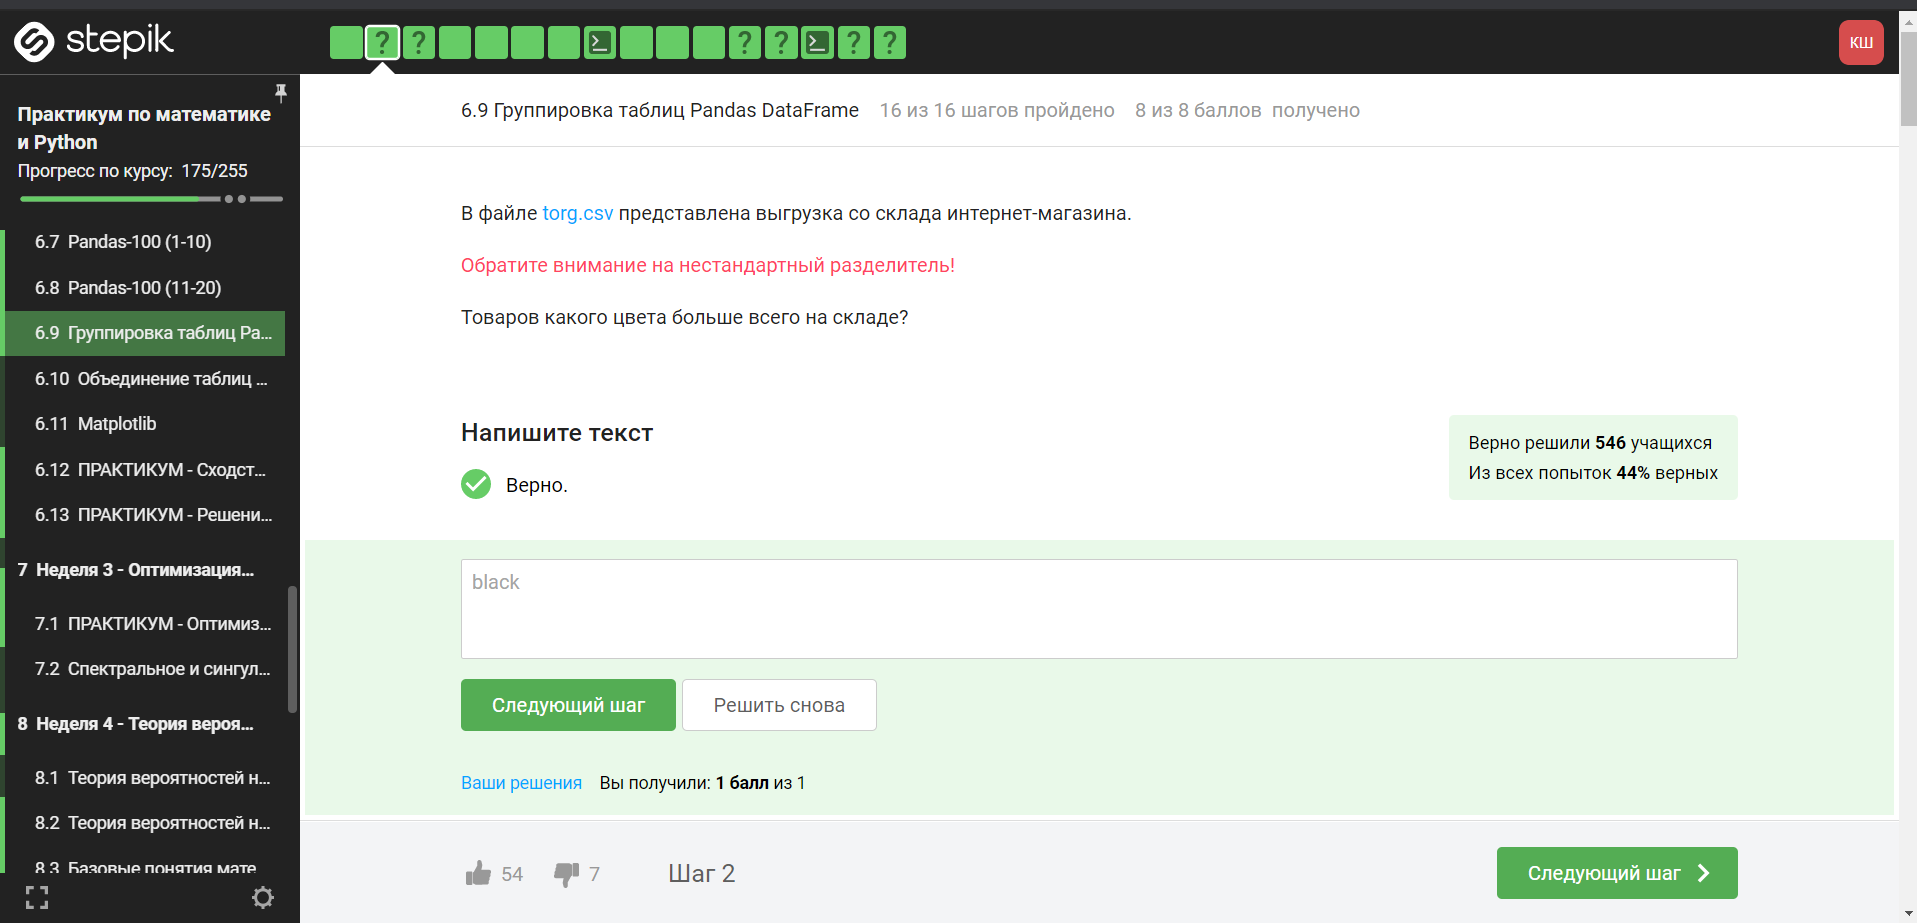 stepik
КШ
Практикум по математике
и Python
Прогресс по курсу: 175/255
6.7 Pandas-100 (1-10)
6.8 Pandas-100 (11-20)
6.9 Группировка таблиц Pa...
6.10 Объединение таблиц ...
6.11 Matplotlib
6.12 ПРАКТИКУМ - Сходст...
6.13 ПРАКТИКУМ - Решени...
7 Неделя 3 - Оптимизация...
7.1 ПРАКТИКУМ - Оптимиз...
7.2 Спектральное и сингул...
8 Неделя 4 - Теория вероя...
8.1 Теория вероятностей н...
8.2 Теория вероятностей н...
8.3 Базовые понятия мате
6.9 Группировка таблиц Pandas DataFrame 16 из 16 шагов пройдено 8 из 8 баллов получено
В файле torg.csv представлена выгрузка со склада интернет-магазина.
Обратите внимание на нестандартный разделитель!
Товаров какого цвета больше всего на складе?
Напишите текст
Верно.
Верно решили 546 учащихся
Из всех попыток 44% верных
black
Следующий шаг
Решить снова
Ваши решения Вы получили: 1 балл из 1
54 7 Шаг 2
Следующий шаг